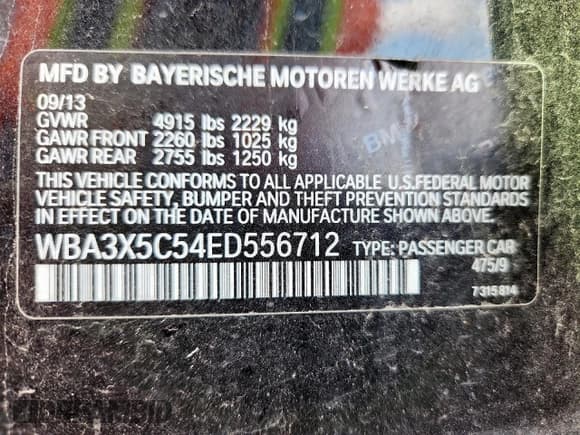 MFD BY BAYERISCHE MOTOREN WERKE AG
09/13
GVWR 4915 lbs 2229 kg
GAWR FRONT 2260 lbs 1025 kg
GAWR REAR 2755 lbs 1250 kg
THIS VEHICLE CONFORMS TO ALL APPLICABLE U.S.FEDERAL MOTOR
VEHICLE SAFETY, BUMPER AND THEFT PREVENTION STANDARDS
IN EFFECT ON THE DATE OF MANUFACTURE SHOWN ABOVE.
WBA3X5C54ED556712 TYPE: PASSENGER CAR
475/9
7315814